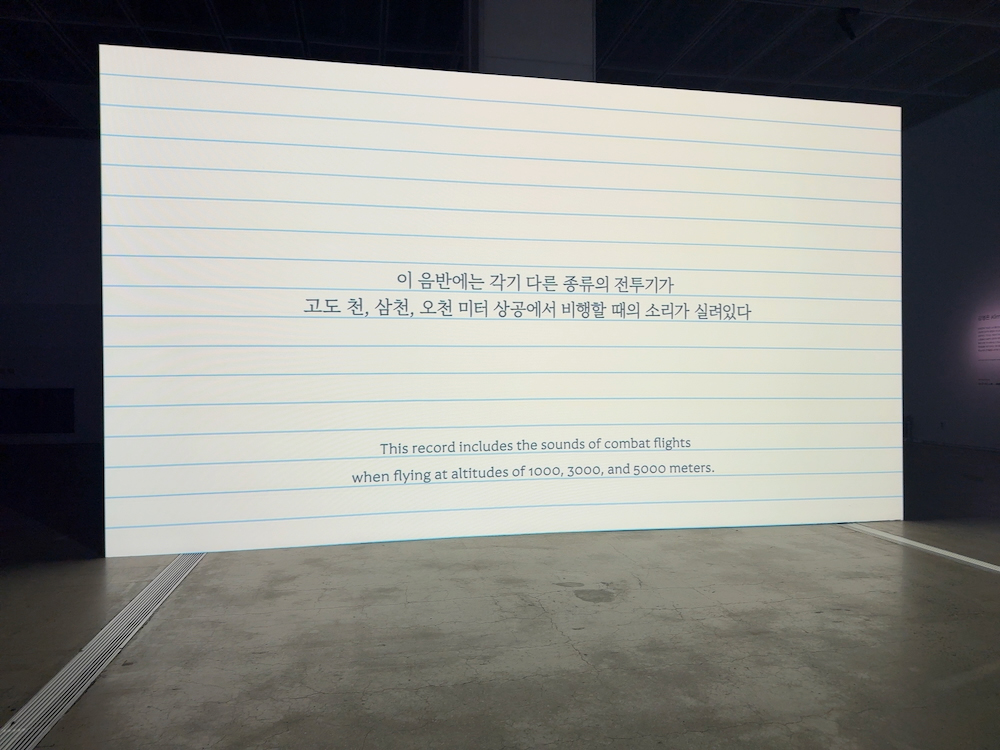 이 음반에는 각기 다른 종류의 전투기가
고도 천, 삼천, 오천 미터 상공에서 비행할 때의 소리가 실려있다
This record includes the sounds of combat flights
when flying at altitudes of 1000, 3000, and 5000 meters.